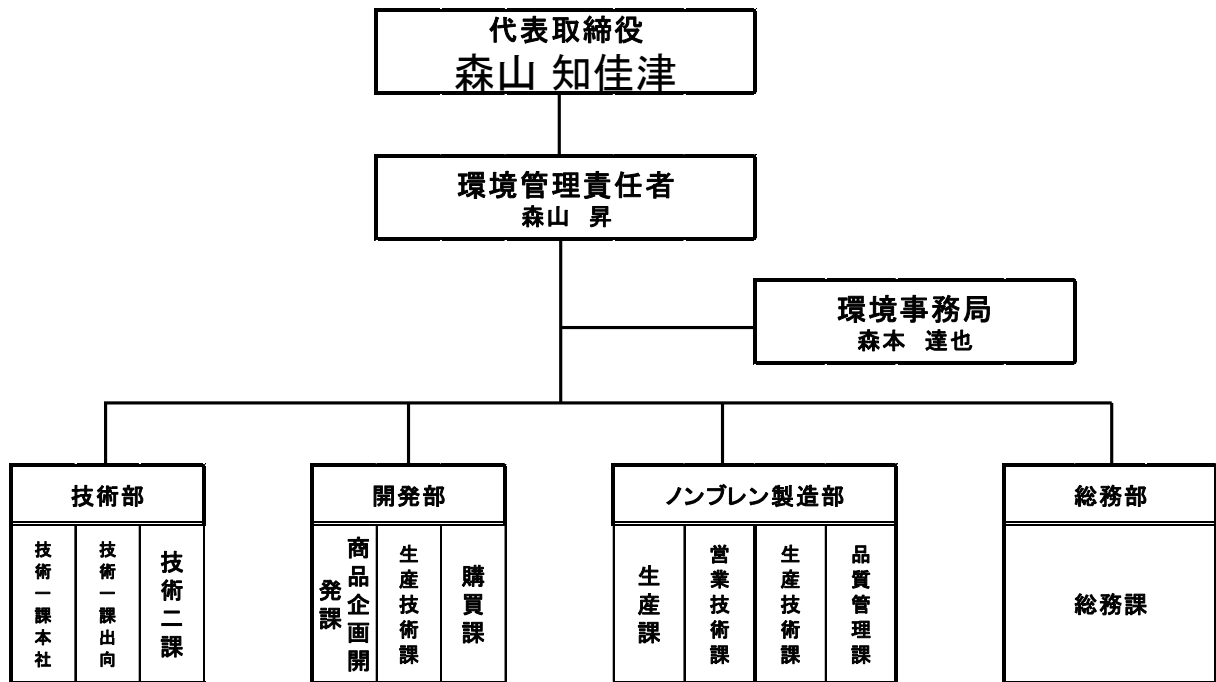 代表取締役
森山 知佳津
環境管理責任者
森山　昇
環境事務局
森本　達也
技術部
開発部
ノンブレン製造部
総務部
技術一課本社
技術一課出向
技術二課
商品企画開
発課
生産技術課
購買課
生産課
営業技術課
生産技術課
品質管理課
総務課